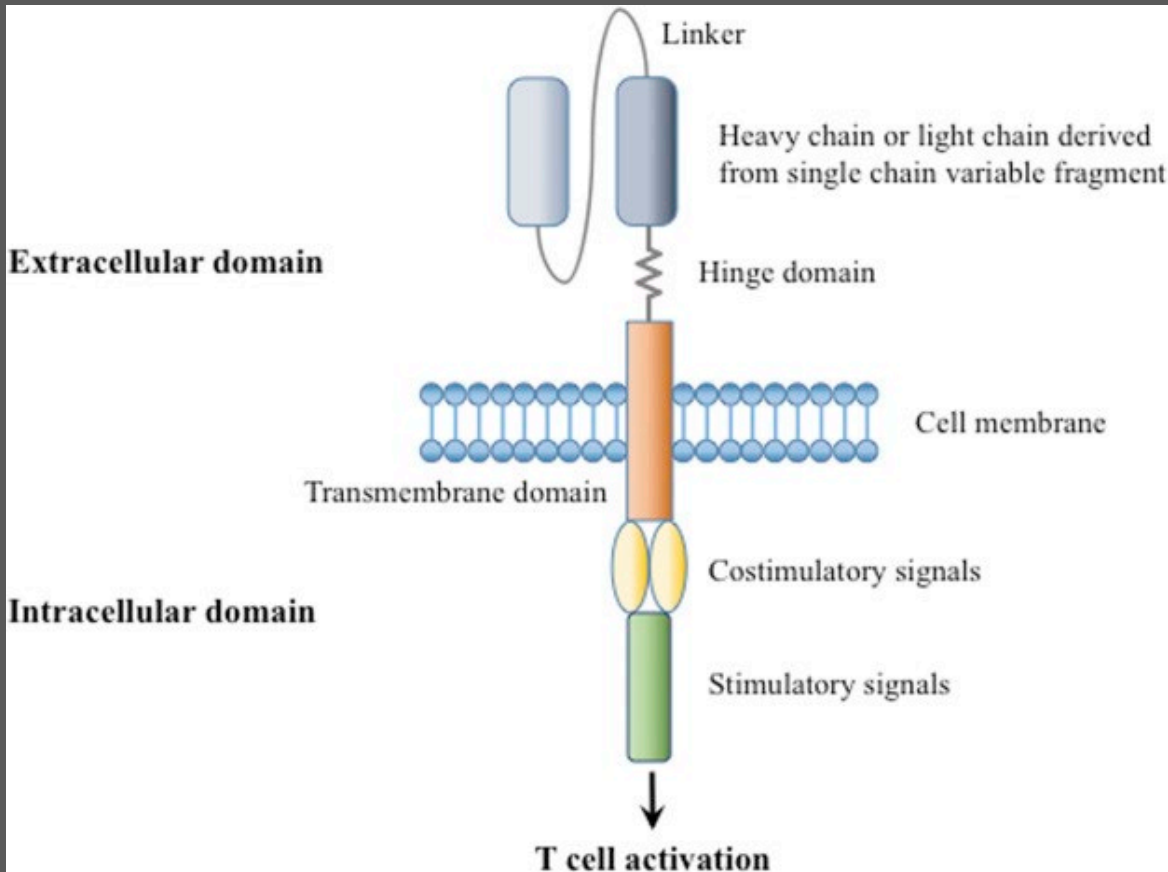 Linker
Heavy chain or light chain derived
from single chain variable fragment
Extracellular domain
Hinge domain
Cell membrane
Transmembrane domain
Costimulatory signals
Intracellular domain
Stimulatory signals
T cell activation